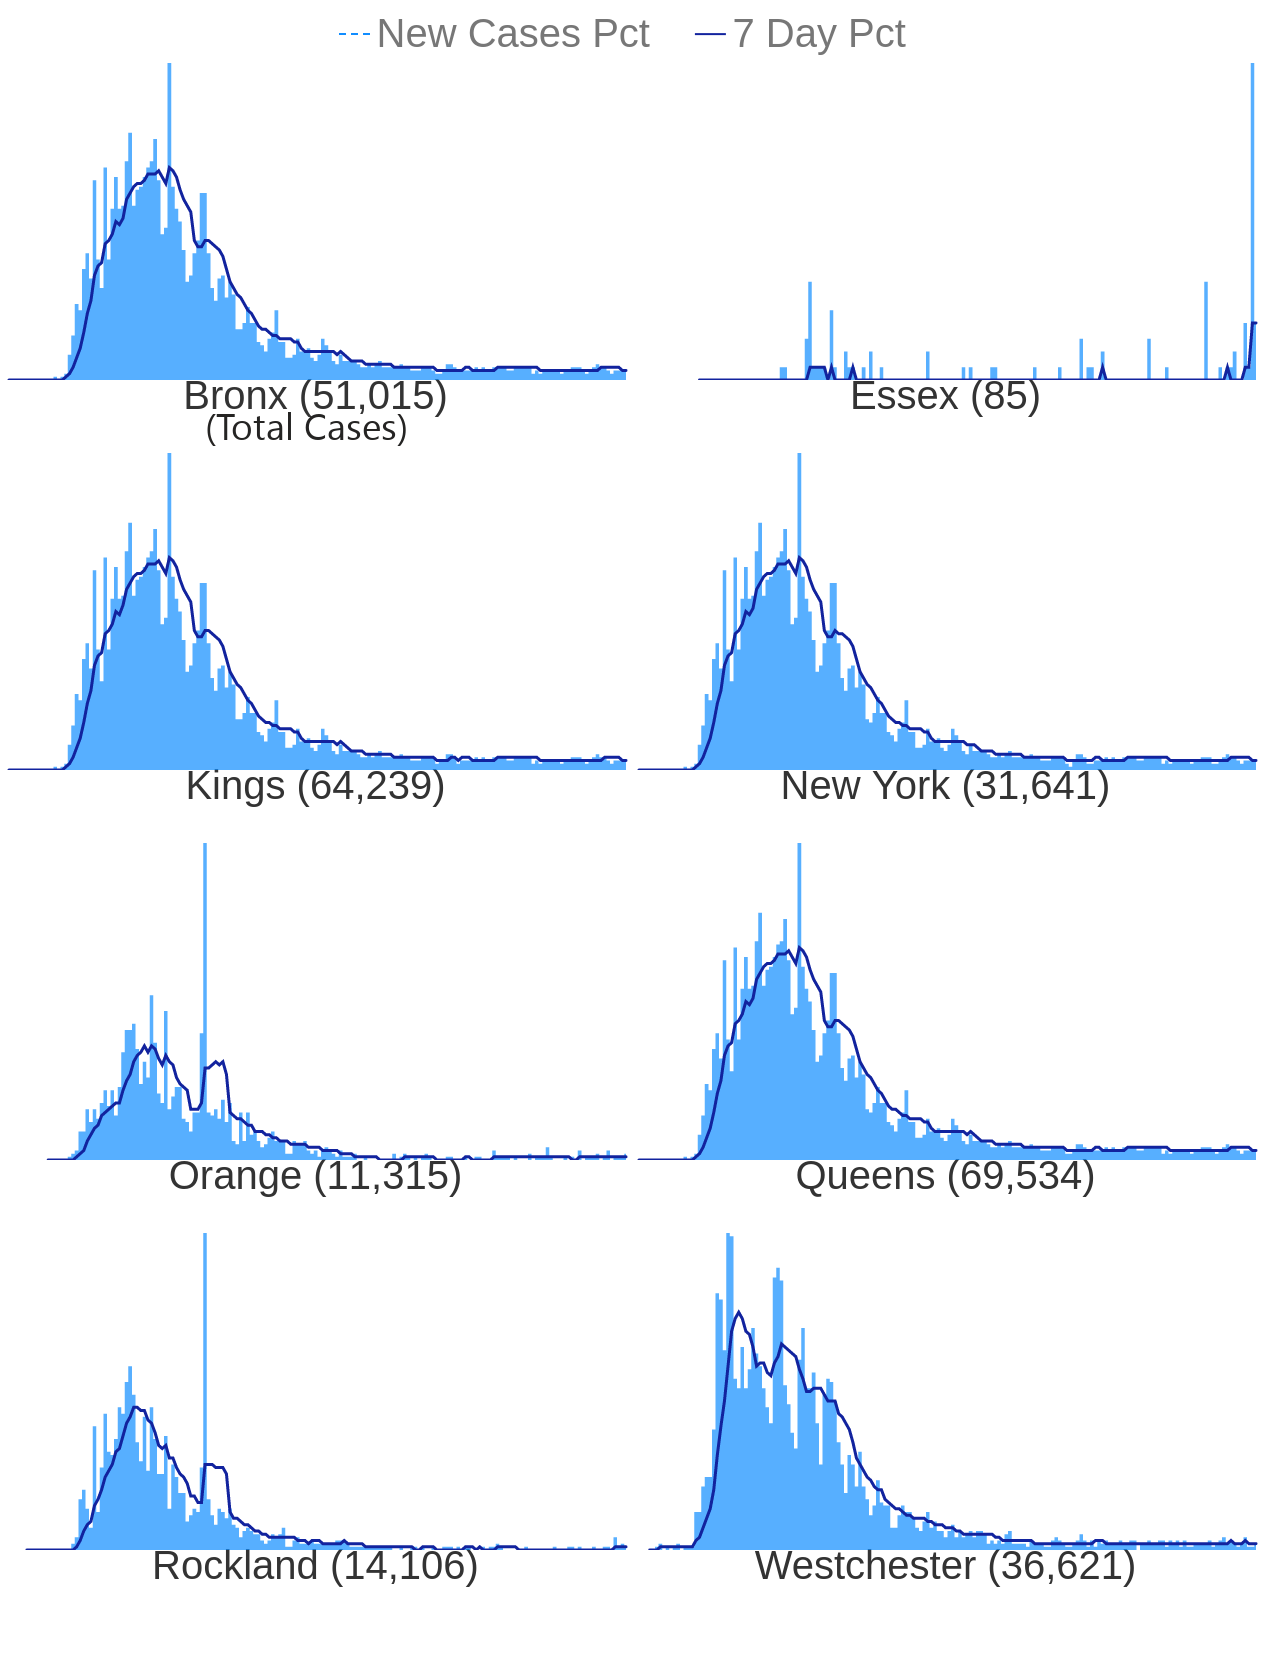 New Cases Pct 7 Day Pct
Bronx (51,015) Essex (85)
(Total Cases)
Kings (64,239) New York (31,641)
Orange (11,315) Queens (69,534)
Rockland (14,106) Westchester (36,621)